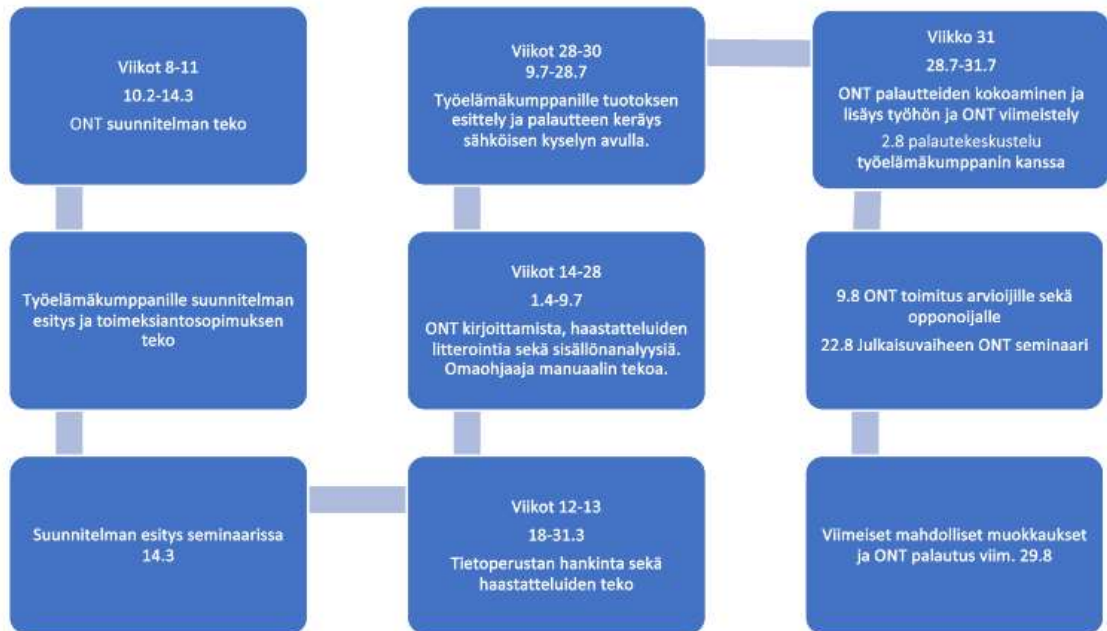 Viikot 8-11
10.2-14.3
ONT suunnitelman teko
Työelämäkumppanille suunnitelman
esitys ja toimeksiantosopimuksen
teko
Suunnitelman esitys seminaarissa
14.3
Viikot 12-13
18-31.3
Tietoperustan hankinta sekä
haastatteluiden teko
Viikot 14-28
1.4-9.7
ONT kirjoittamista, haastatteluiden
litterointia sekä sisällönanalyysiä.
Omaohjaaja manuaalin tekoa.
Viikot 28-30
9.7-28.7
Työelämäkumppanille tuotoksen
esittely ja palautteen keräys
sähköisen kyselyn avulla.
Viikko 31
28.7-31.7
ONT palautteiden kokoaminen ja
lisäys työhön ja ONT viimeistely
2.8 palautekeskustelu
työelämäkumppanin kanssa
9.8 ONT toimitus arvioijille sekä
opponoijalle
22.8 Julkaisuvaiheen ONT seminaari
Viimeiset mahdolliset muokkaukset
ja ONT palautus viim. 29.8